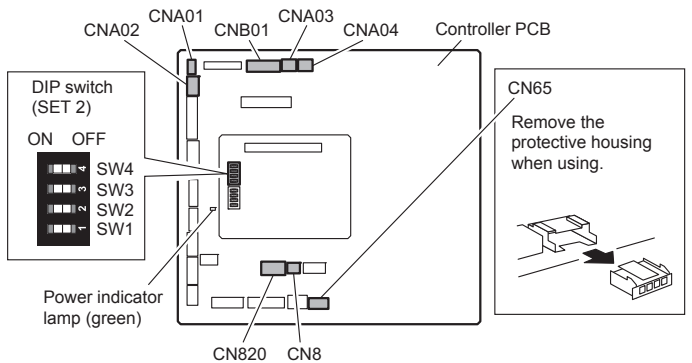 CNA01
CNA02
CNB01
CNA03
CNA04
Controller PCB
DIP switch
(SET 2)
ON OFF
4 SW4
3 SW3
2 SW2
1 SW1
CN65
Remove the
protective housing
when using.
Power indicator
lamp (green)
CN820 CN8